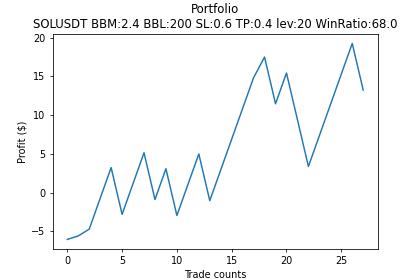 Portfolio
SOLUSDT BBM:2.4 BBL:200 SL:0.6 TP:0.4 lev:20 WinRatio:68.0
20
15
10
5
0
−5
Profit ($)
0 5 10 15 20 25
Trade counts